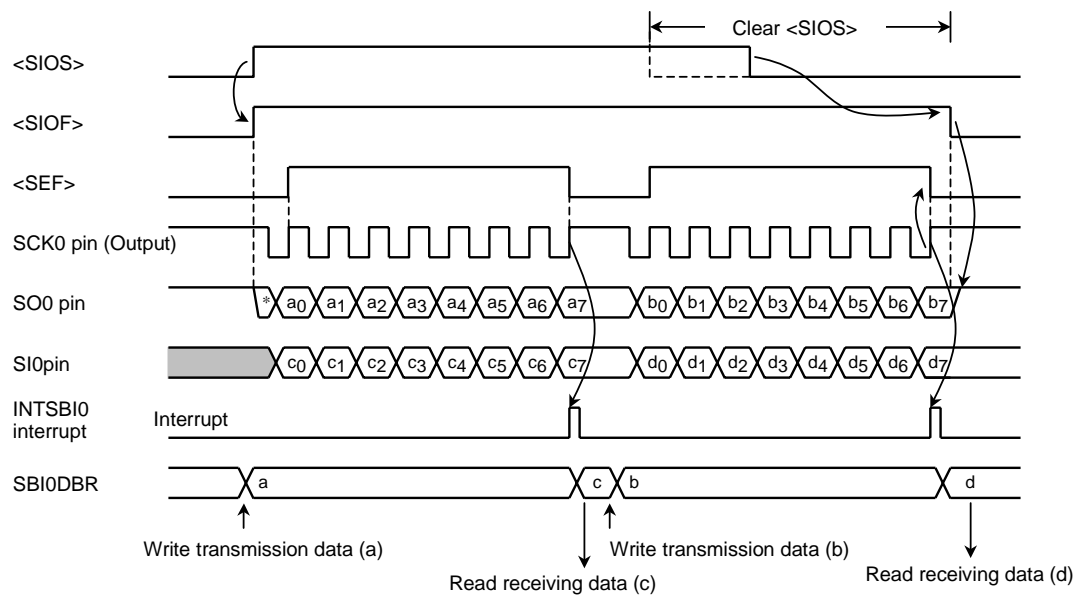 Clear <SIOS>
<SIOS>
<SIOF>
<SEF>
SCK0 pin (Output)
SO0 pin * a0 a1 a2 a3 a4 a5 a6 a7 b0 b1 b2 b3 b4 b5 b6 b7
SI0pin c0 c1 c2 c3 c4 c5 c6 c7 d0 d1 d2 d3 d4 d5 d6 d7
INTSBI0
interrupt
Interrupt
SBI0DBR a c b d
Write transmission data (a)
Write transmission data (b)
Read receiving data (c)
Read receiving data (d)